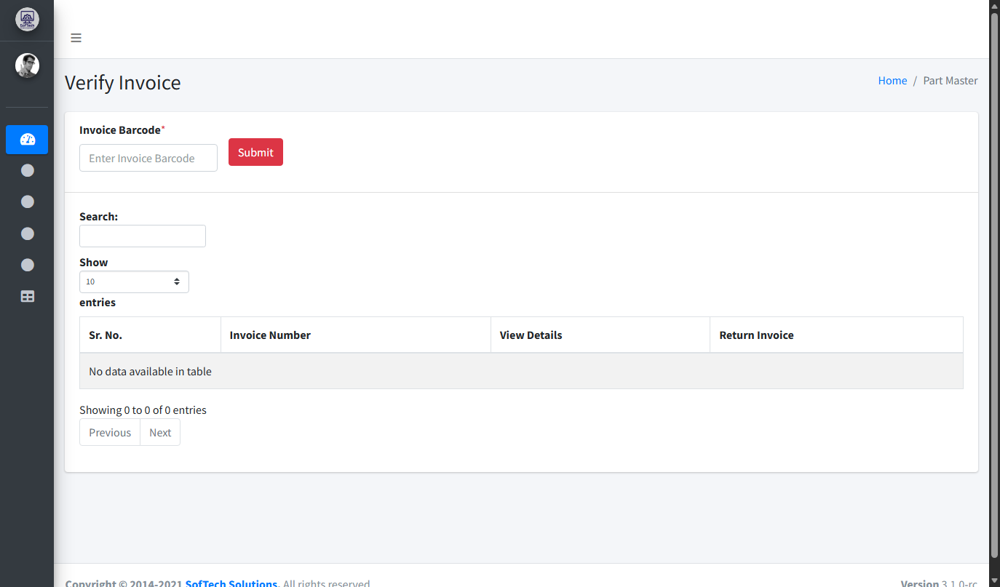 SofTech
Verify Invoice
Home / Part Master
Invoice Barcode*
Enter Invoice Barcode
Submit
Search:
Show
10
entries
Sr. No. Invoice Number View Details Return Invoice
No data available in table
Showing 0 to 0 of 0 entries
Previous Next
Copyright © 2014-2021 SofTech Solutions. All rights reserved
Version 3.1.0-rc